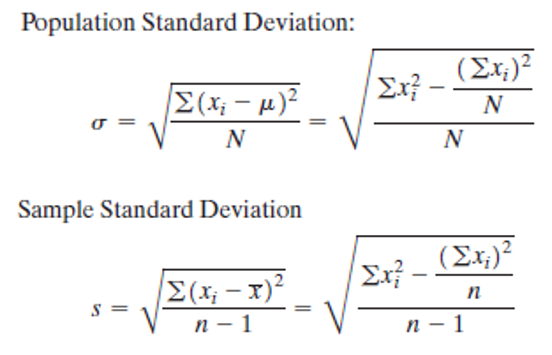 Population Standard Deviation:
σ = √(Σ(xᵢ − μ)² / N) = √((Σxᵢ² − (Σxᵢ)² / N) / N)
Sample Standard Deviation
s = √(Σ(xᵢ − x̄)² / (n − 1)) = √((Σxᵢ² − (Σxᵢ)² / n) / (n − 1))